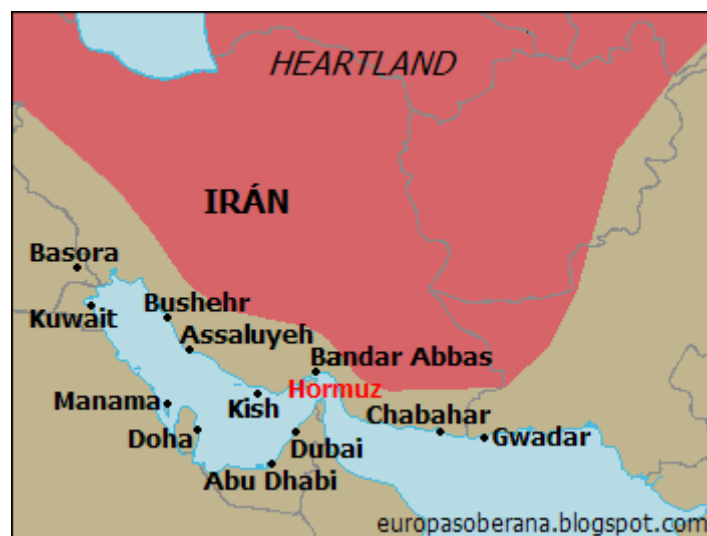 HEARTLAND
IRÁN
Basora
Kuwait
Bushehr
Assaluyeh
Bandar Abbas
Hormuz
Manama
Kish
Chabahar
Doha
Dubai
Gwadar
Abu Dhabi
europasoberana.blogspot.com